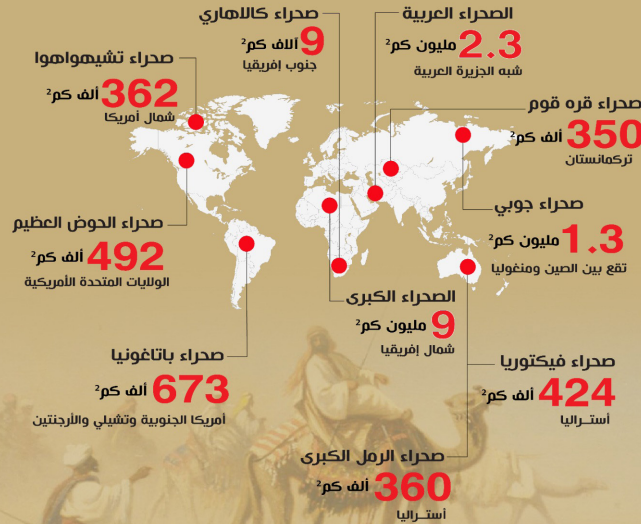 الصحراء العربية
2.3 مليون كم²
شبه الجزيرة العربية
صحراء كالاهاري
9 آلاف كم²
جنوب إفريقيا
صحراء تشيهواهوا
362 ألف كم²
شمال أمريكا
صحراء قره قوم
350 ألف كم²
تركمانستان
صحراء جوبي
1.3 مليون كم²
تقع بين الصين ومنغوليا
صحراء الحوض العظيم
492 ألف كم²
الولايات المتحدة الأمريكية
الصحراء الكبرى
9 مليون كم²
شمال إفريقيا
صحراء باتاغونيا
673 ألف كم²
أمريكا الجنوبية وتشيلي والأرجنتين
صحراء فيكتوريا
424 ألف كم²
أستــراليا
صحراء الرمل الكبرى
360 ألف كم²
أستــراليا